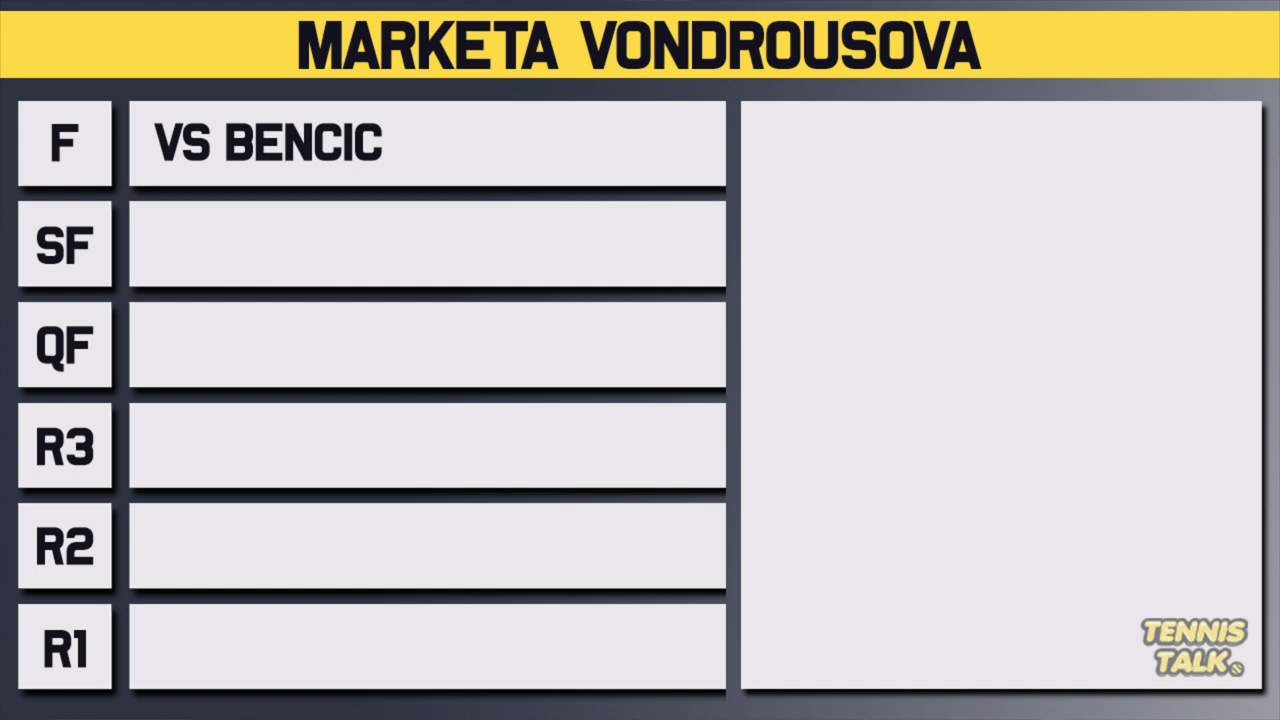 MARKETA VONDROUSOVA
F
VS BENCIC
SF
QF
R3
R2
R1
TENNIS
TALK